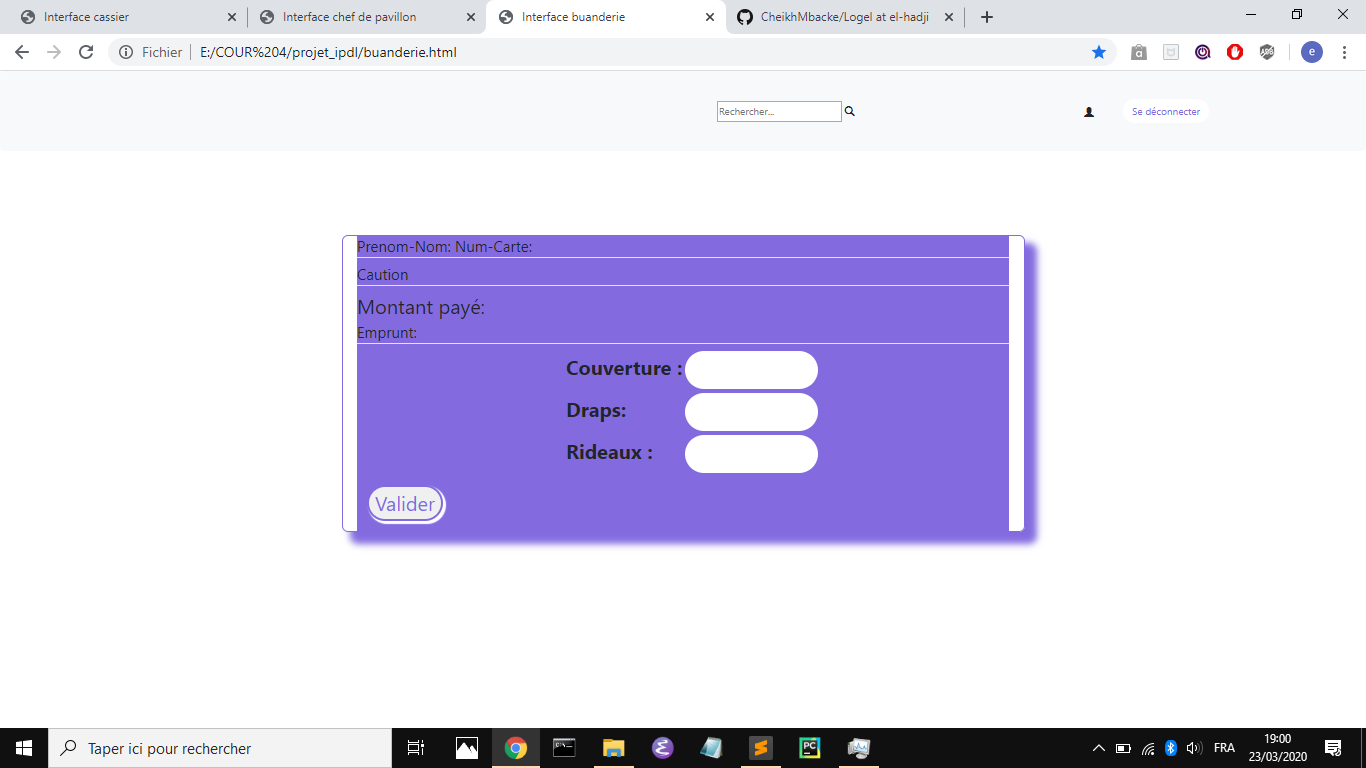 Interface cassier
Interface chef de pavillon
Interface buanderie
CheikhMbacke/Logel at el-hadji
Fichier
E:/COUR%204/projet_ipdl/buanderie.html
e
Rechercher...
Se déconnecter
Prenom-Nom: Num-Carte:
Caution
Montant payé:
Emprunt:
Couverture :
Draps:
Rideaux :
Valider
Taper ici pour rechercher
PC
FRA
19:00
23/03/2020